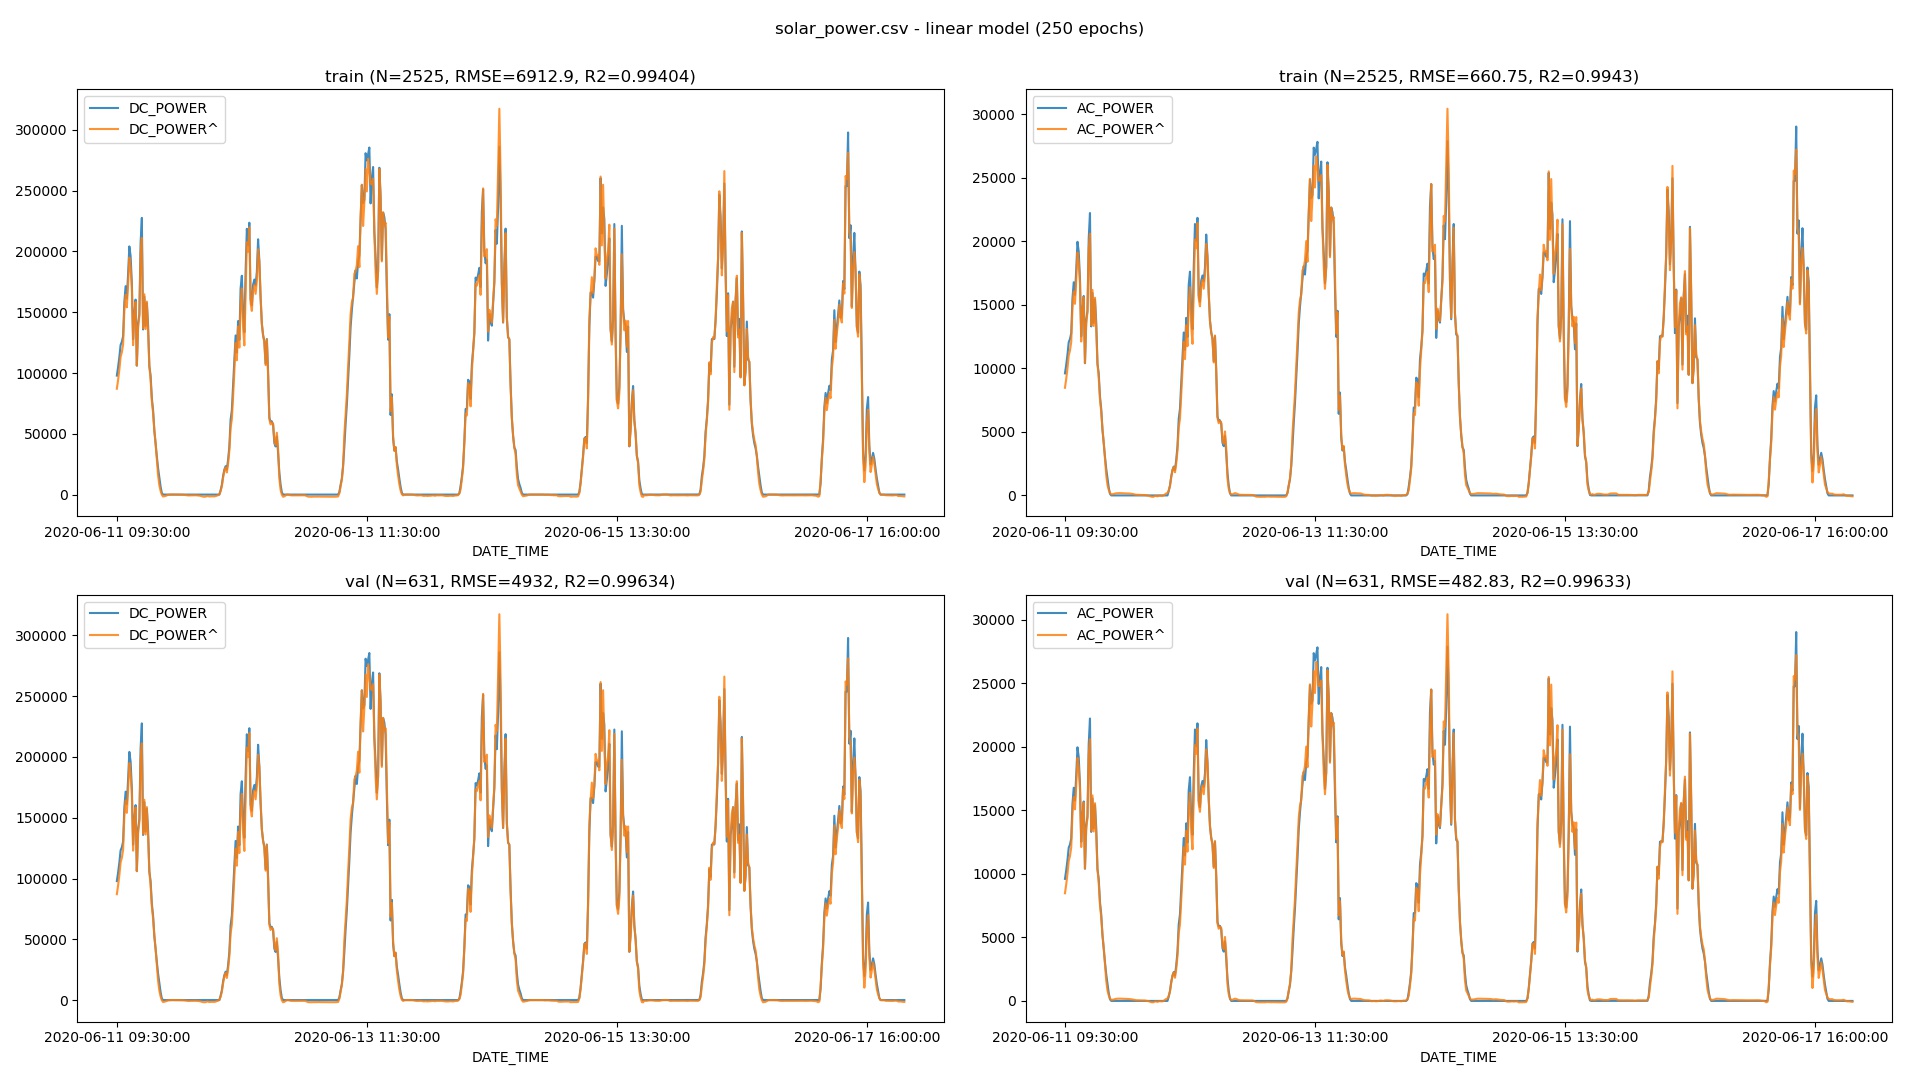 solar_power.csv - linear model (250 epochs)
train (N=2525, RMSE=6912.9, R2=0.99404)
DC_POWER
DC_POWER^
300000
250000
200000
150000
100000
50000
0
2020-06-11 09:30:00
2020-06-13 11:30:00
2020-06-15 13:30:00
2020-06-17 16:00:00
DATE_TIME
train (N=2525, RMSE=660.75, R2=0.9943)
AC_POWER
AC_POWER^
30000
25000
20000
15000
10000
5000
0
2020-06-11 09:30:00
2020-06-13 11:30:00
2020-06-15 13:30:00
2020-06-17 16:00:00
DATE_TIME
val (N=631, RMSE=4932, R2=0.99634)
DC_POWER
DC_POWER^
300000
250000
200000
150000
100000
50000
0
2020-06-11 09:30:00
2020-06-13 11:30:00
2020-06-15 13:30:00
2020-06-17 16:00:00
DATE_TIME
val (N=631, RMSE=482.83, R2=0.99633)
AC_POWER
AC_POWER^
30000
25000
20000
15000
10000
5000
0
2020-06-11 09:30:00
2020-06-13 11:30:00
2020-06-15 13:30:00
2020-06-17 16:00:00
DATE_TIME